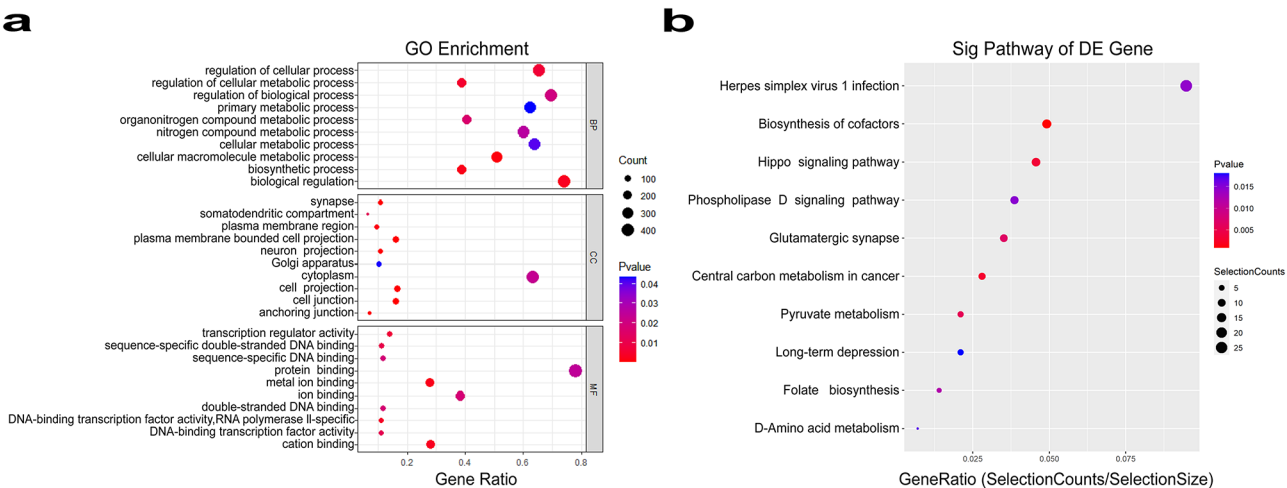 a
GO Enrichment
regulation of cellular process
regulation of cellular metabolic process
regulation of biological process
primary metabolic process
organonitrogen compound metabolic process
nitrogen compound metabolic process
cellular metabolic process
cellular macromolecule metabolic process
biosynthetic process
biological regulation
BP
synapse
somatodendritic compartment
plasma membrane region
plasma membrane bounded cell projection
neuron projection
Golgi apparatus
cytoplasm
cell projection
cell junction
anchoring junction
CC
transcription regulator activity
sequence-specific double-stranded DNA binding
sequence-specific DNA binding
protein binding
metal ion binding
ion binding
double-stranded DNA binding
DNA-binding transcription factor activity,RNA polymerase II-specific
DNA-binding transcription factor activity
cation binding
MF
0.2 0.4 0.6 0.8
Gene Ratio
Count
100
200
300
400
Pvalue
0.04
0.03
0.02
0.01
b
Sig Pathway of DE Gene
Herpes simplex virus 1 infection
Biosynthesis of cofactors
Hippo signaling pathway
Phospholipase D signaling pathway
Glutamatergic synapse
Central carbon metabolism in cancer
Pyruvate metabolism
Long-term depression
Folate biosynthesis
D-Amino acid metabolism
0.025 0.050 0.075
GeneRatio (SelectionCounts/SelectionSize)
Pvalue
0.015
0.010
0.005
SelectionCounts
5
10
15
20
25